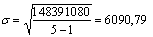 σ = √(148391080 / (5 − 1)) = 6090,79